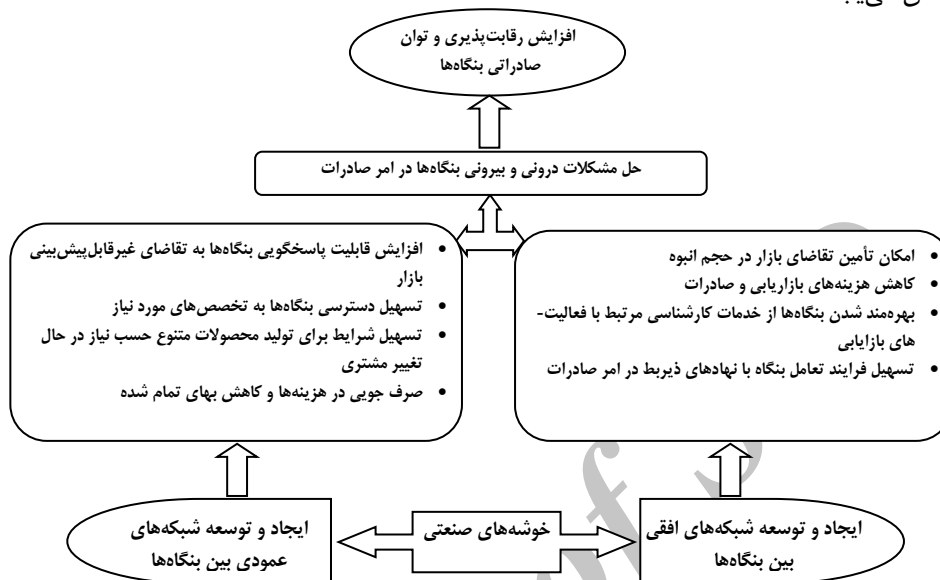 افزایش رقابت‌پذیری و توان
صادراتی بنگاه‌ها
حل مشکلات درونی و بیرونی بنگاه‌ها در امر صادرات
• امکان تأمین تقاضای بازار در حجم انبوه
• کاهش هزینه‌های بازاریابی و صادرات
• بهره‌مند شدن بنگاه‌ها از خدمات کارشناسی مرتبط با فعالیت-
های بازایابی
• تسهیل فرایند تعامل بنگاه با نهادهای ذیربط در امر صادرات
• افزایش قابلیت پاسخگویی بنگاه‌ها به تقاضای غیرقابل‌پیش‌بینی
بازار
• تسهیل دسترسی بنگاه‌ها به تخصص‌های مورد نیاز
• تسهیل شرایط برای تولید محصولات متنوع حسب نیاز در حال
تغییر مشتری
• صرف جویی در هزینه‌ها و کاهش بهای تمام شده
ایجاد و توسعه شبکه‌های افقی
بین بنگاه‌ها
خوشه‌های صنعتی
ایجاد و توسعه شبکه‌های
عمودی بین بنگاه‌ها
of